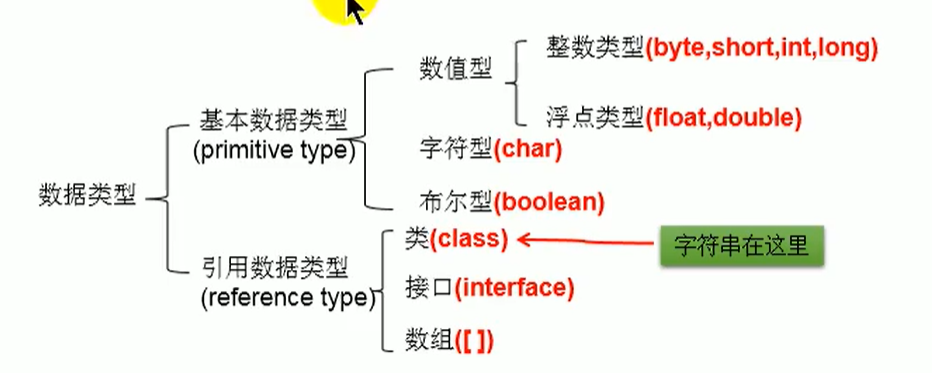 整数类型(byte,short,int,long)
数值型
浮点类型(float,double)
基本数据类型
(primitive type)
字符型(char)
布尔型(boolean)
数据类型
类(class)
字符串在这里
引用数据类型
(reference type)
接口(interface)
数组([ ])